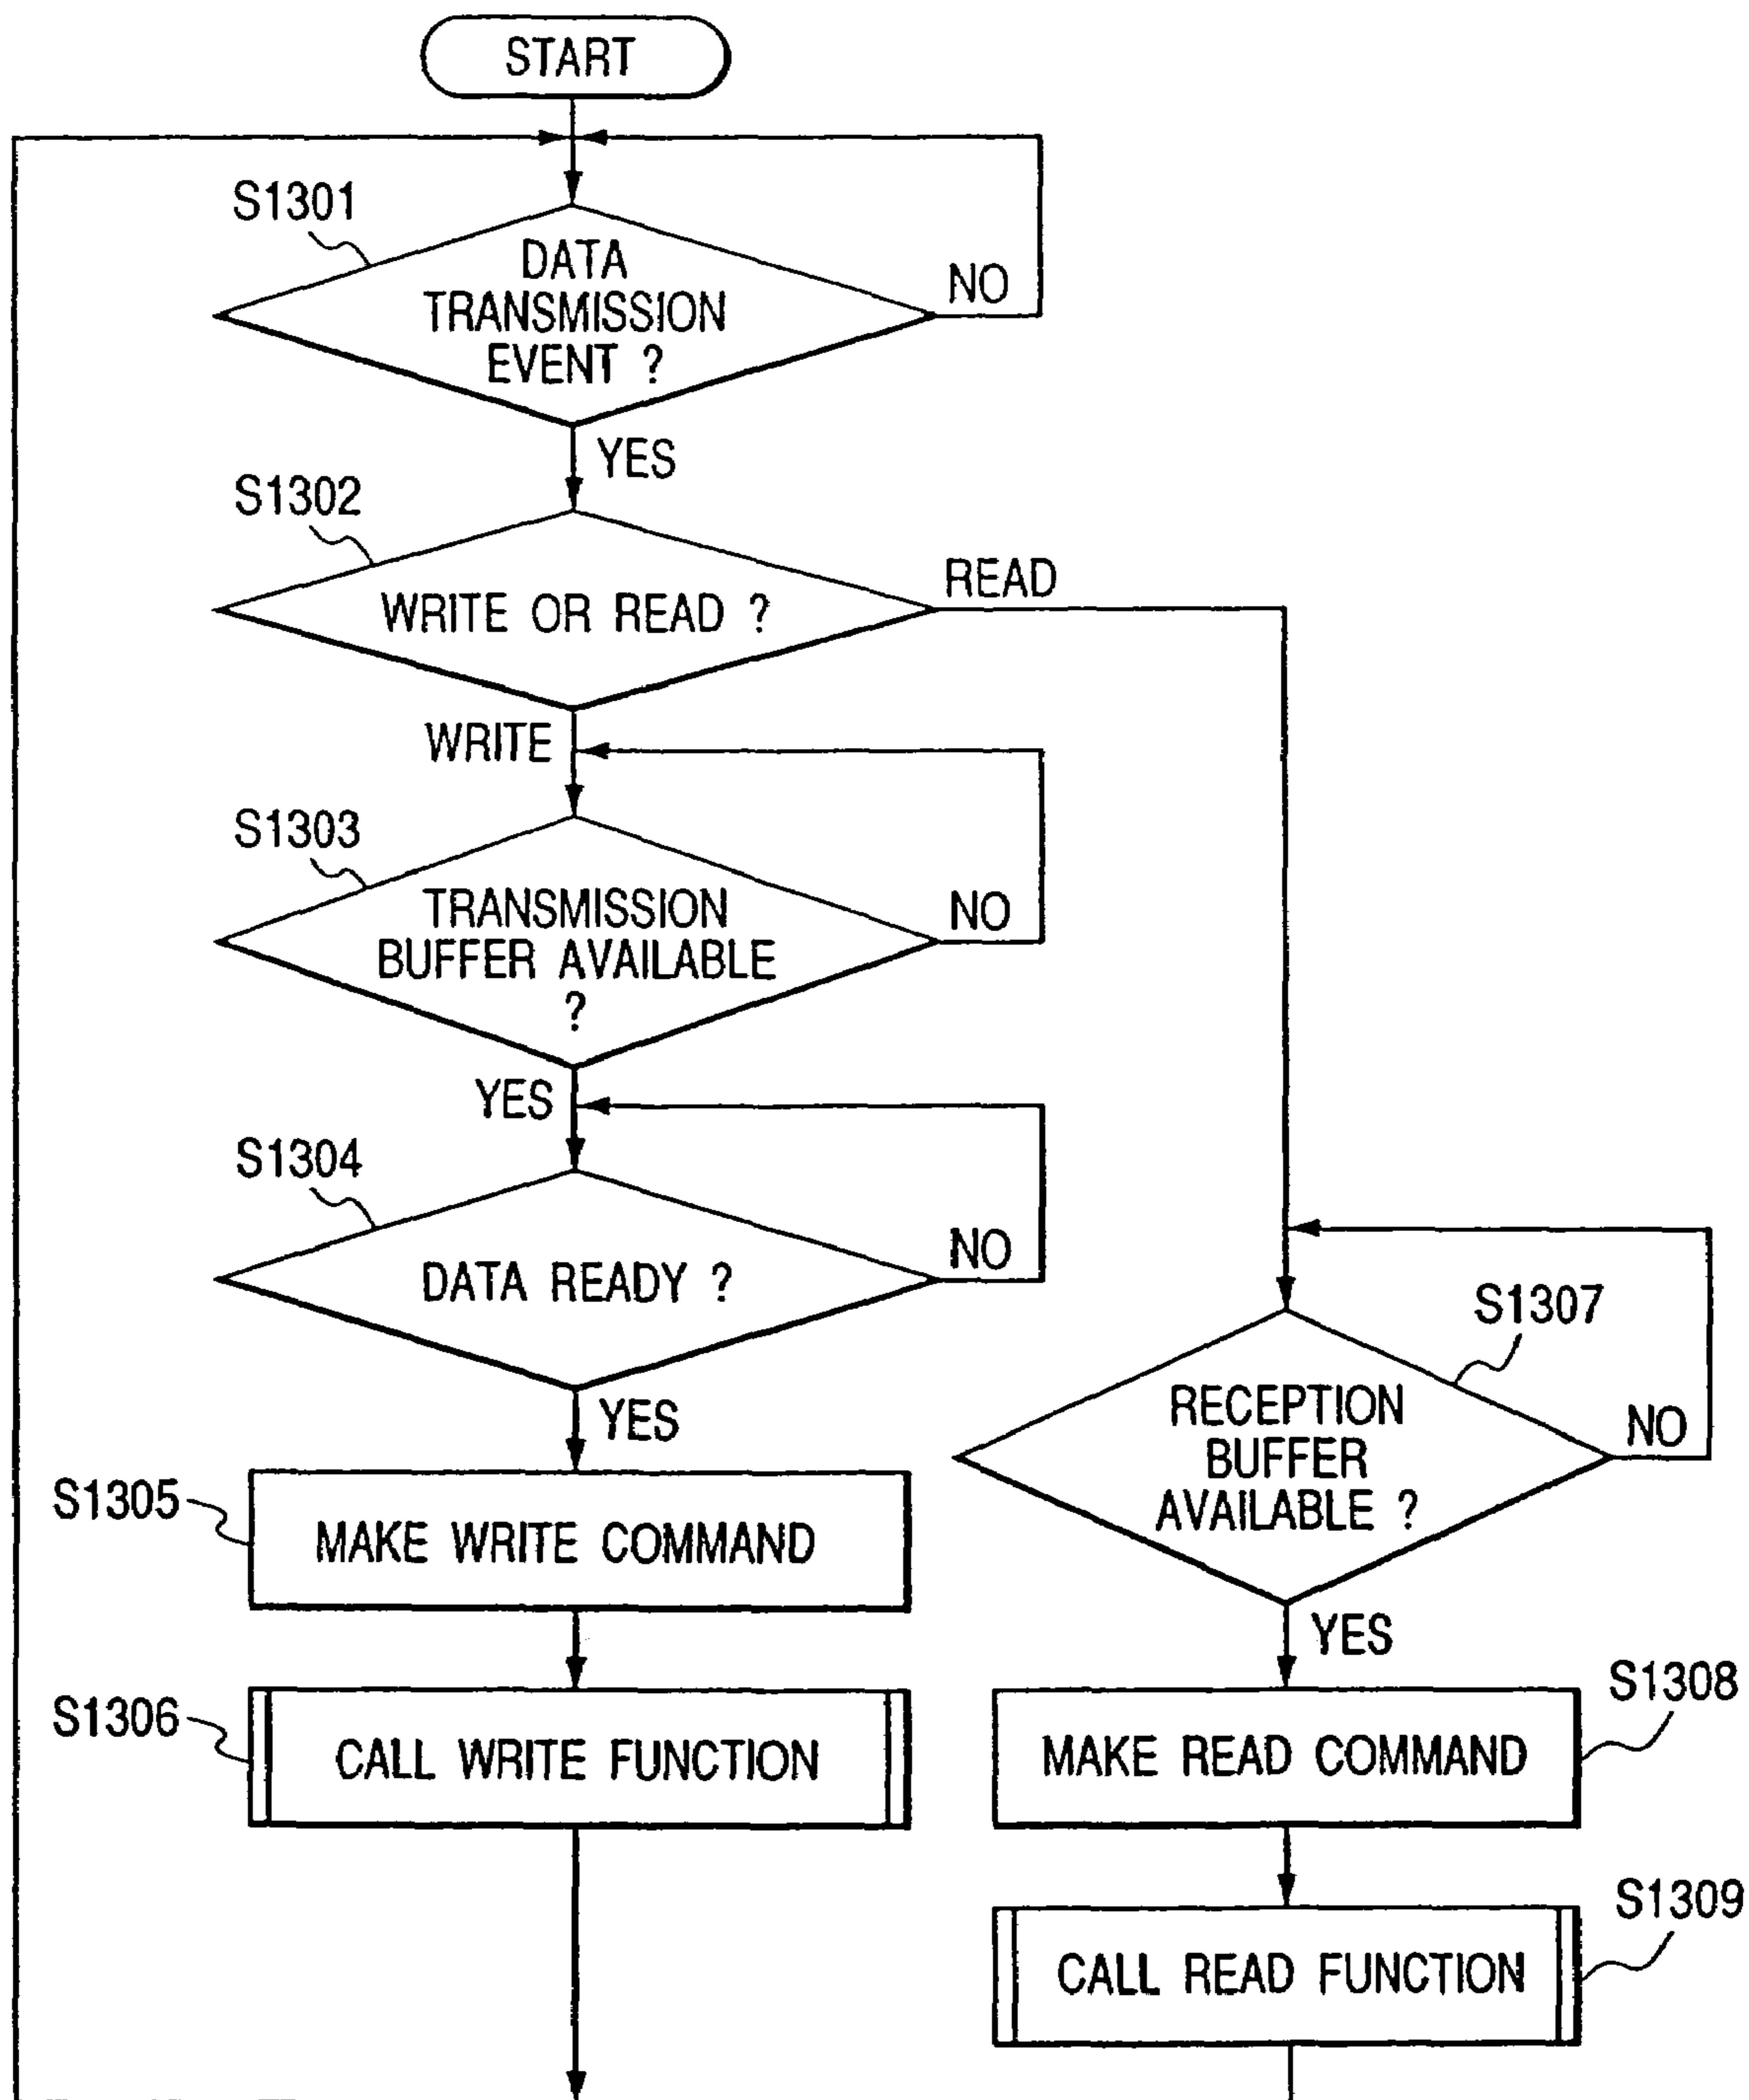 START
S1301
DATA
TRANSMISSION
EVENT ?
NO
YES
S1302
WRITE OR READ ?
READ
WRITE
S1303
TRANSMISSION
BUFFER AVAILABLE
?
NO
YES
S1304
DATA READY ?
NO
YES
S1305
MAKE WRITE COMMAND
S1306
CALL WRITE FUNCTION
S1307
RECEPTION
BUFFER
AVAILABLE ?
NO
YES
S1308
MAKE READ COMMAND
S1309
CALL READ FUNCTION